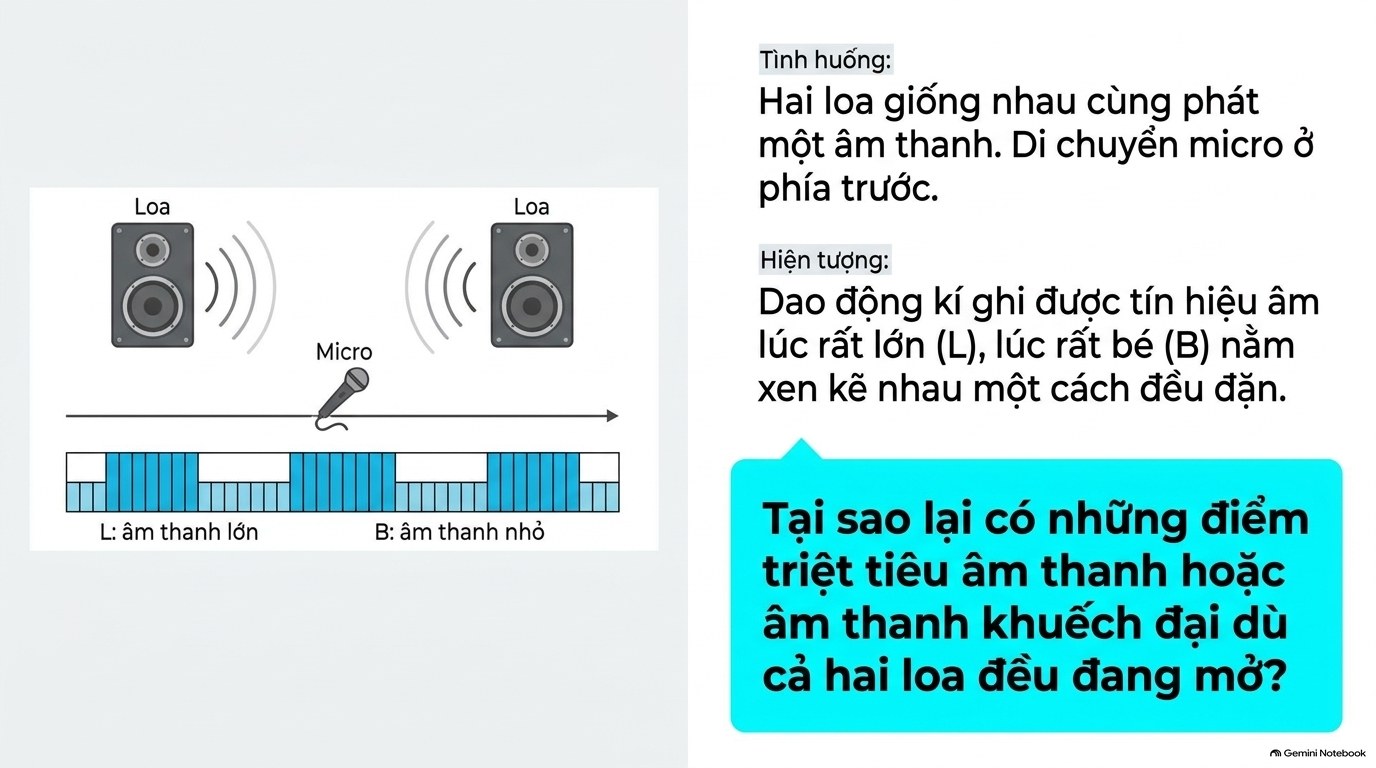 Loa
Loa
Micro
L: âm thanh lớn
B: âm thanh nhỏ
Tình huống:
Hai loa giống nhau cùng phát
một âm thanh. Di chuyển micro ở
phía trước.
Hiện tượng:
Dao động kí ghi được tín hiệu âm
lúc rất lớn (L), lúc rất bé (B) nằm
xen kẽ nhau một cách đều đặn.
Tại sao lại có những điểm
triệt tiêu âm thanh hoặc
âm thanh khuếch đại dù
cả hai loa đều đang mở?
Gemini Notebook